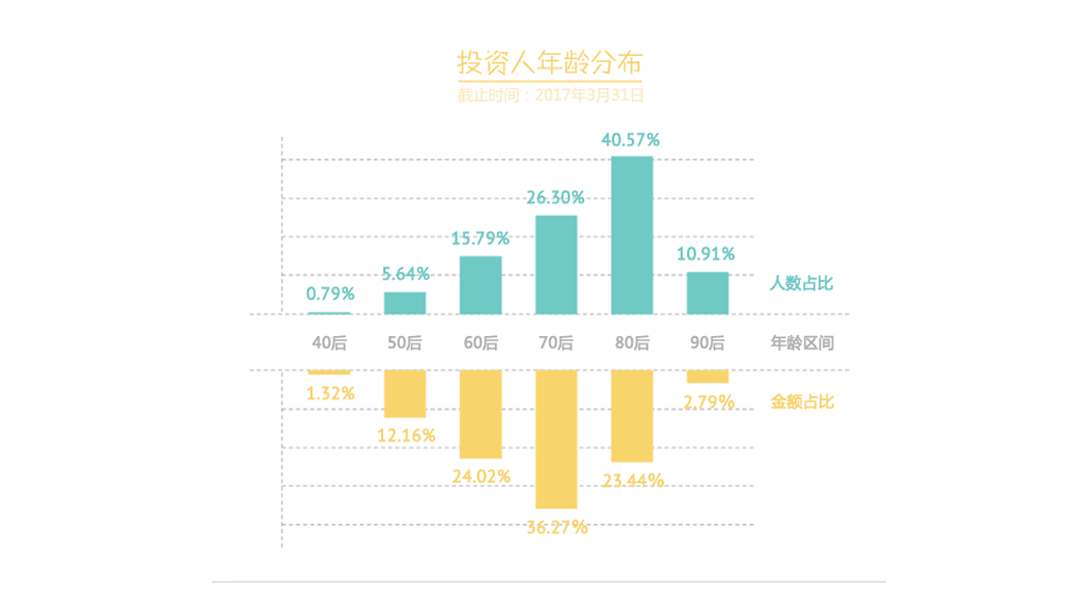 投资人年龄分布
截止时间：2017年3月31日
40.57%
26.30%
15.79%
10.91%
5.64%
0.79%
人数占比
40后 50后 60后 70后 80后 90后 年龄区间
1.32%
2.79%
金额占比
12.16%
24.02%
23.44%
36.27%